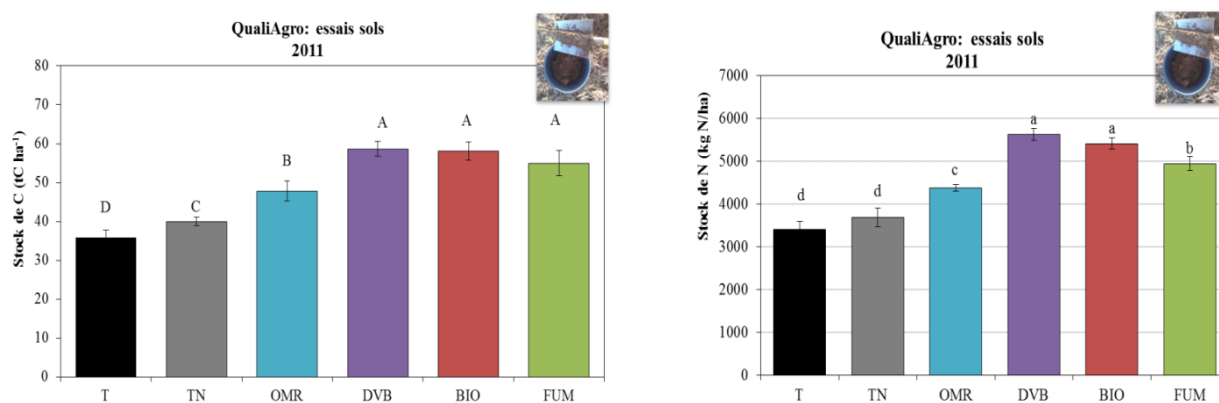 QualiAgro: essais sols
2011
Stock de C (tC ha⁻¹)
80
70
60
50
40
30
20
10
0
D
C
B
A
A
A
T TN OMR DVB BIO FUM
QualiAgro: essais sols
2011
Stock de N (kg N/ha)
7000
6000
5000
4000
3000
2000
1000
0
d
d
c
a
a
b
T TN OMR DVB BIO FUM